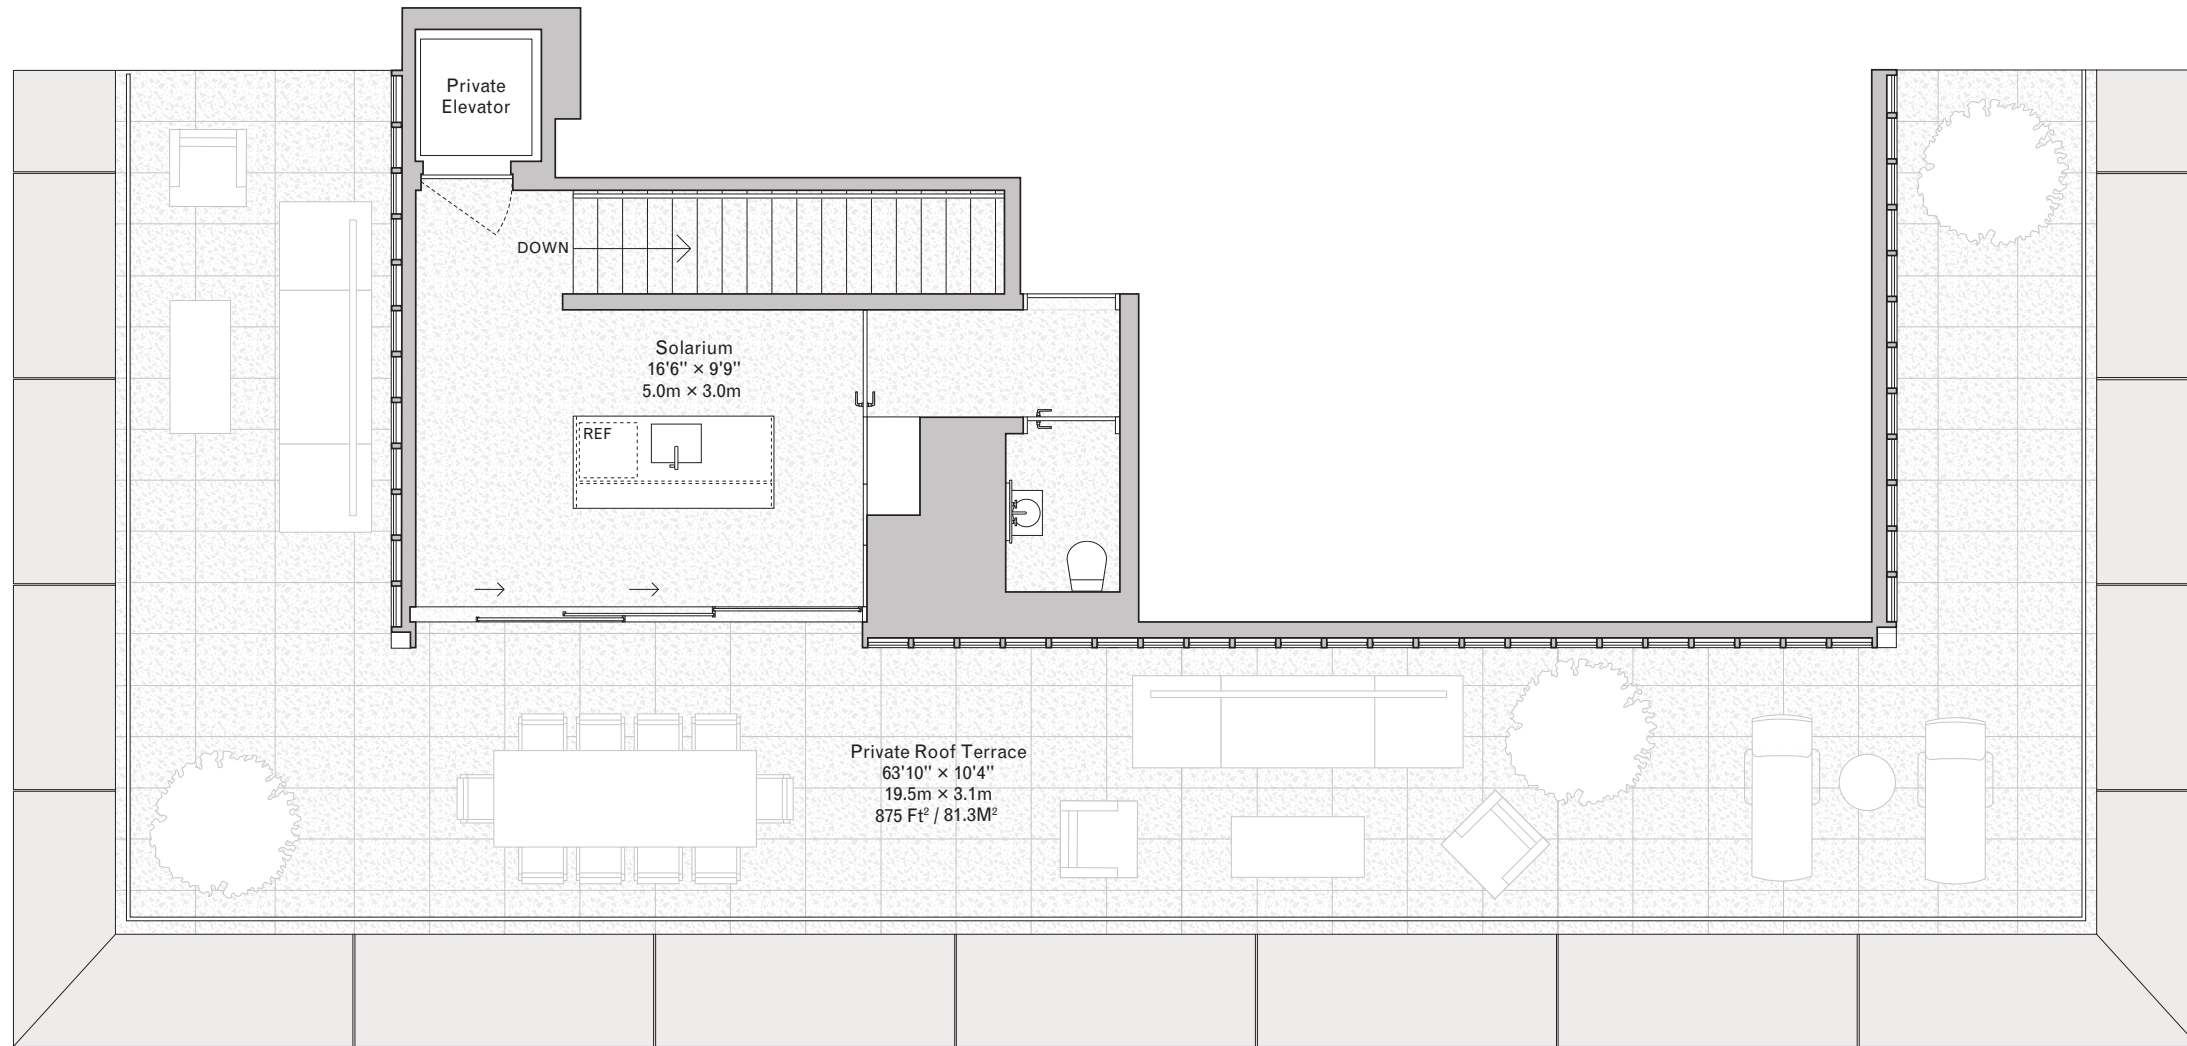 Private
Elevator
DOWN
Solarium
16'6'' × 9'9''
5.0m × 3.0m
REF
Private Roof Terrace
63'10'' × 10'4''
19.5m × 3.1m
875 Ft² / 81.3M²